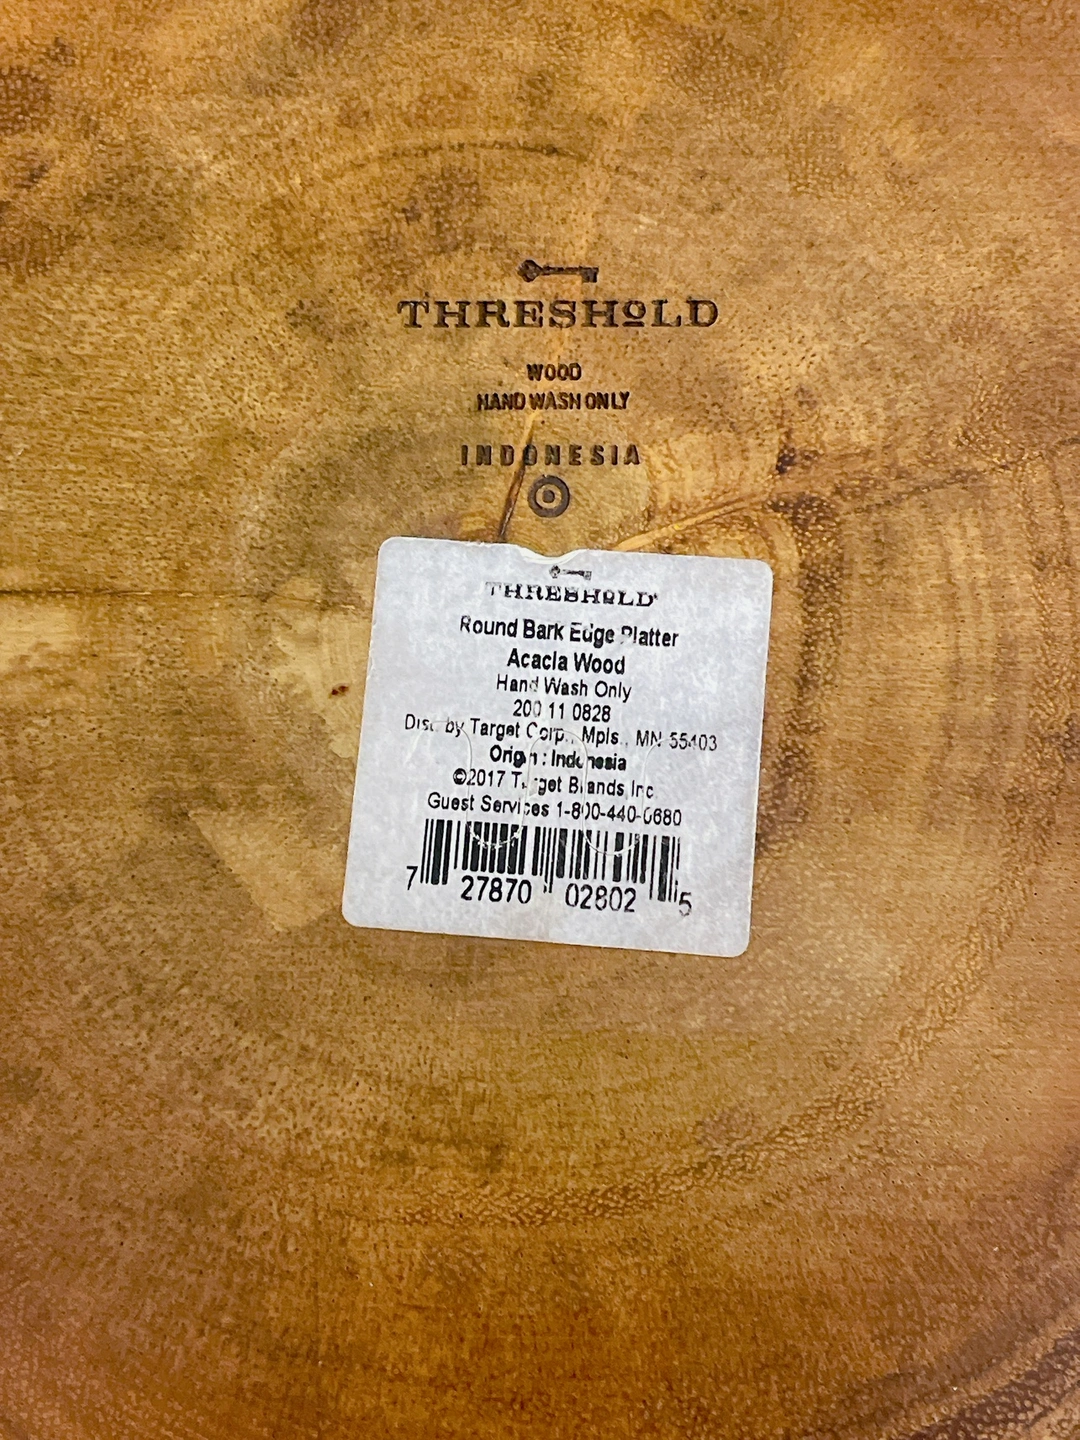 THRESHOLD
WOOD
HAND WASH ONLY
INDONESIA
THRESHOLD
Round Bark Edge Platter
Acacia Wood
Hand Wash Only
200 11 0828
Dist. by Target Corp., Mpls., MN 55403
Origin : Indonesia
©2017 Target Brands, Inc.
Guest Services 1-800-440-0680
7 27870 02802 5